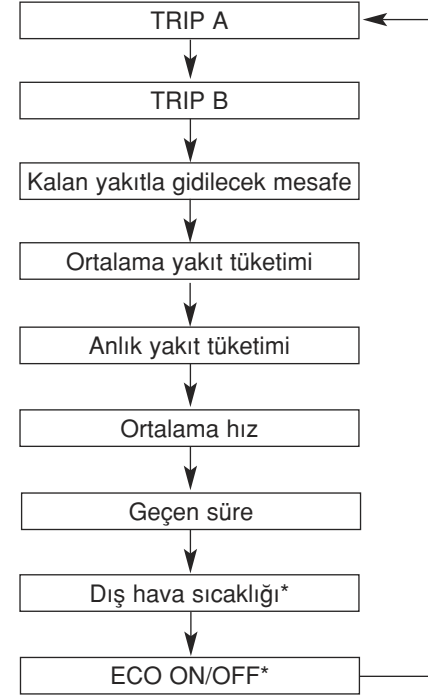 TRIP A
TRIP B
Kalan yakıtla gidilecek mesafe
Ortalama yakıt tüketimi
Anlık yakıt tüketimi
Ortalama hız
Geçen süre
Dış hava sıcaklığı*
ECO ON/OFF*